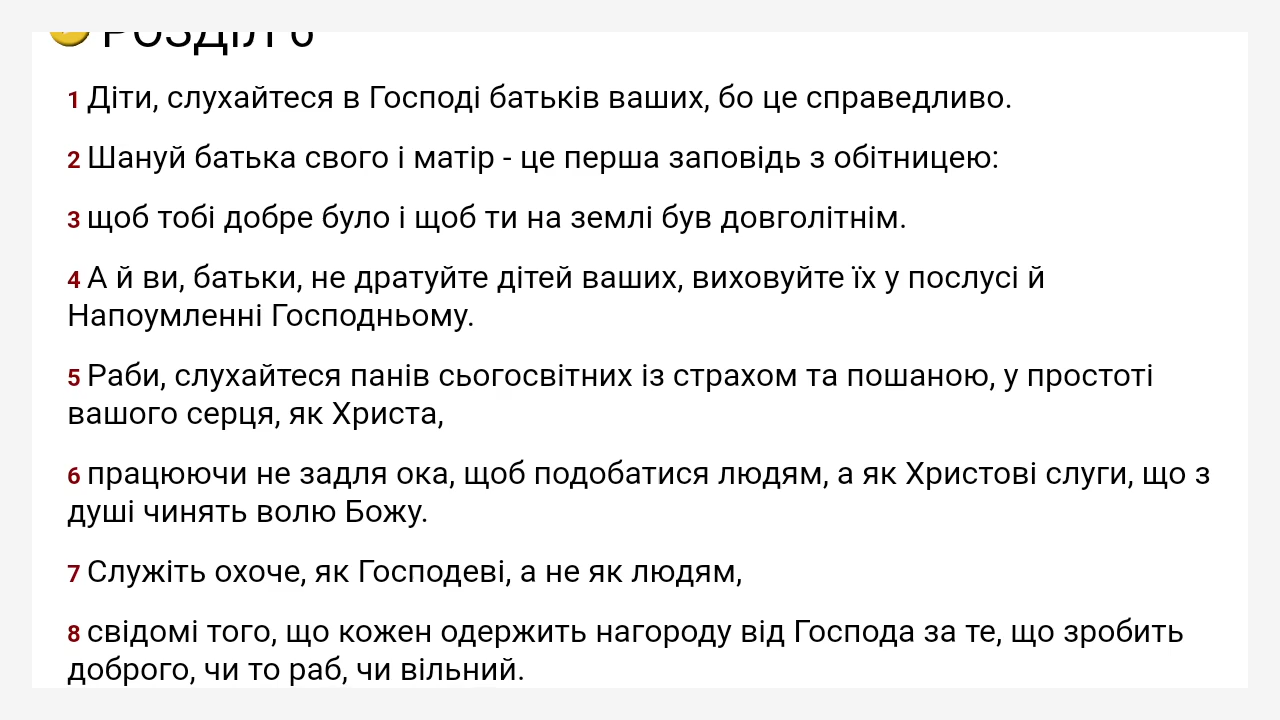 РОЗДІЛ 6
1 Діти, слухайтеся в Господі батьків ваших, бо це справедливо.
2 Шануй батька свого і матір - це перша заповідь з обітницею:
3 щоб тобі добре було і щоб ти на землі був довголітнім.
4 А й ви, батьки, не дратуйте дітей ваших, виховуйте їх у послусі й
Напоумленні Господньому.
5 Раби, слухайтеся панів сьогосвітних із страхом та пошаною, у простоті
вашого серця, як Христа,
6 працюючи не задля ока, щоб подобатися людям, а як Христові слуги, що з
душі чинять волю Божу.
7 Служіть охоче, як Господеві, а не як людям,
8 свідомі того, що кожен одержить нагороду від Господа за те, що зробить
доброго, чи то раб, чи вільний.